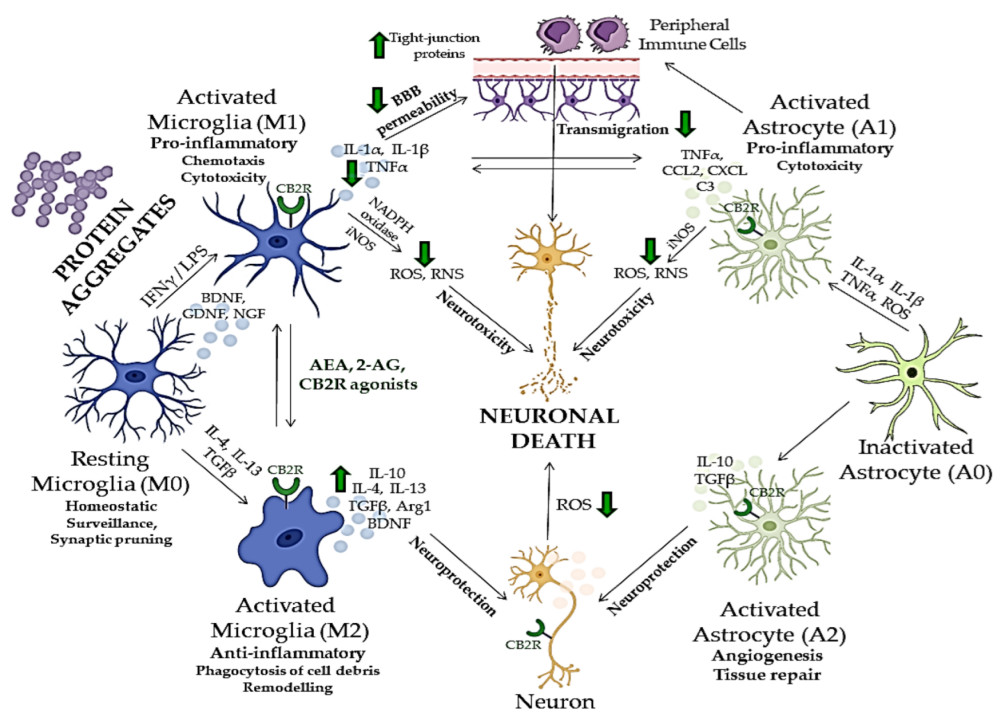 Tight-junction
proteins
Peripheral
Immune Cells
BBB
permeability
Transmigration
Activated
Microglia (M1)
Pro-inflammatory
Chemotaxis
Cytotoxicity
CB2R
IL-1α, IL-1β
TNFα
NADPH
oxidase
iNOS
ROS, RNS
Neurotoxicity
Activated
Astrocyte (A1)
Pro-inflammatory
Cytotoxicity
TNFα,
CCL2, CXCL
C3
CB2R
iNOS
ROS, RNS
Neurotoxicity
PROTEIN
AGGREGATES
IFNγ/LPS
BDNF,
GDNF, NGF
AEA, 2-AG,
CB2R agonists
IL-1α, IL-1β
TNFα, ROS
NEURONAL
DEATH
Resting
Microglia (M0)
Homeostatic
Surveillance,
Synaptic pruning
IL-4, IL-13
TGFβ
Inactivated
Astrocyte (A0)
CB2R
IL-10
IL-4, IL-13
TGFβ, Arg1
BDNF
Neuroprotection
ROS
IL-10
TGFβ
CB2R
Neuroprotection
Activated
Microglia (M2)
Anti-inflammatory
Phagocytosis of cell debris
Remodelling
CB2R
Neuron
Activated
Astrocyte (A2)
Angiogenesis
Tissue repair